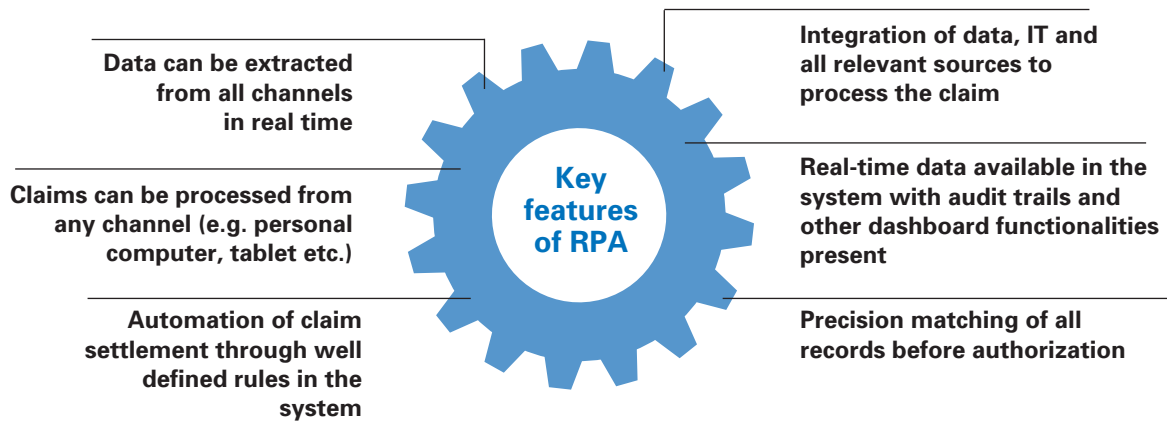 Data can be extracted
from all channels
in real time
Claims can be processed from
any channel (e.g. personal
computer, tablet etc.)
Automation of claim
settlement through well
defined rules in the
system
Key
features
of RPA
Integration of data, IT and
all relevant sources to
process the claim
Real-time data available in the
system with audit trails and
other dashboard functionalities
present
Precision matching of all
records before authorization